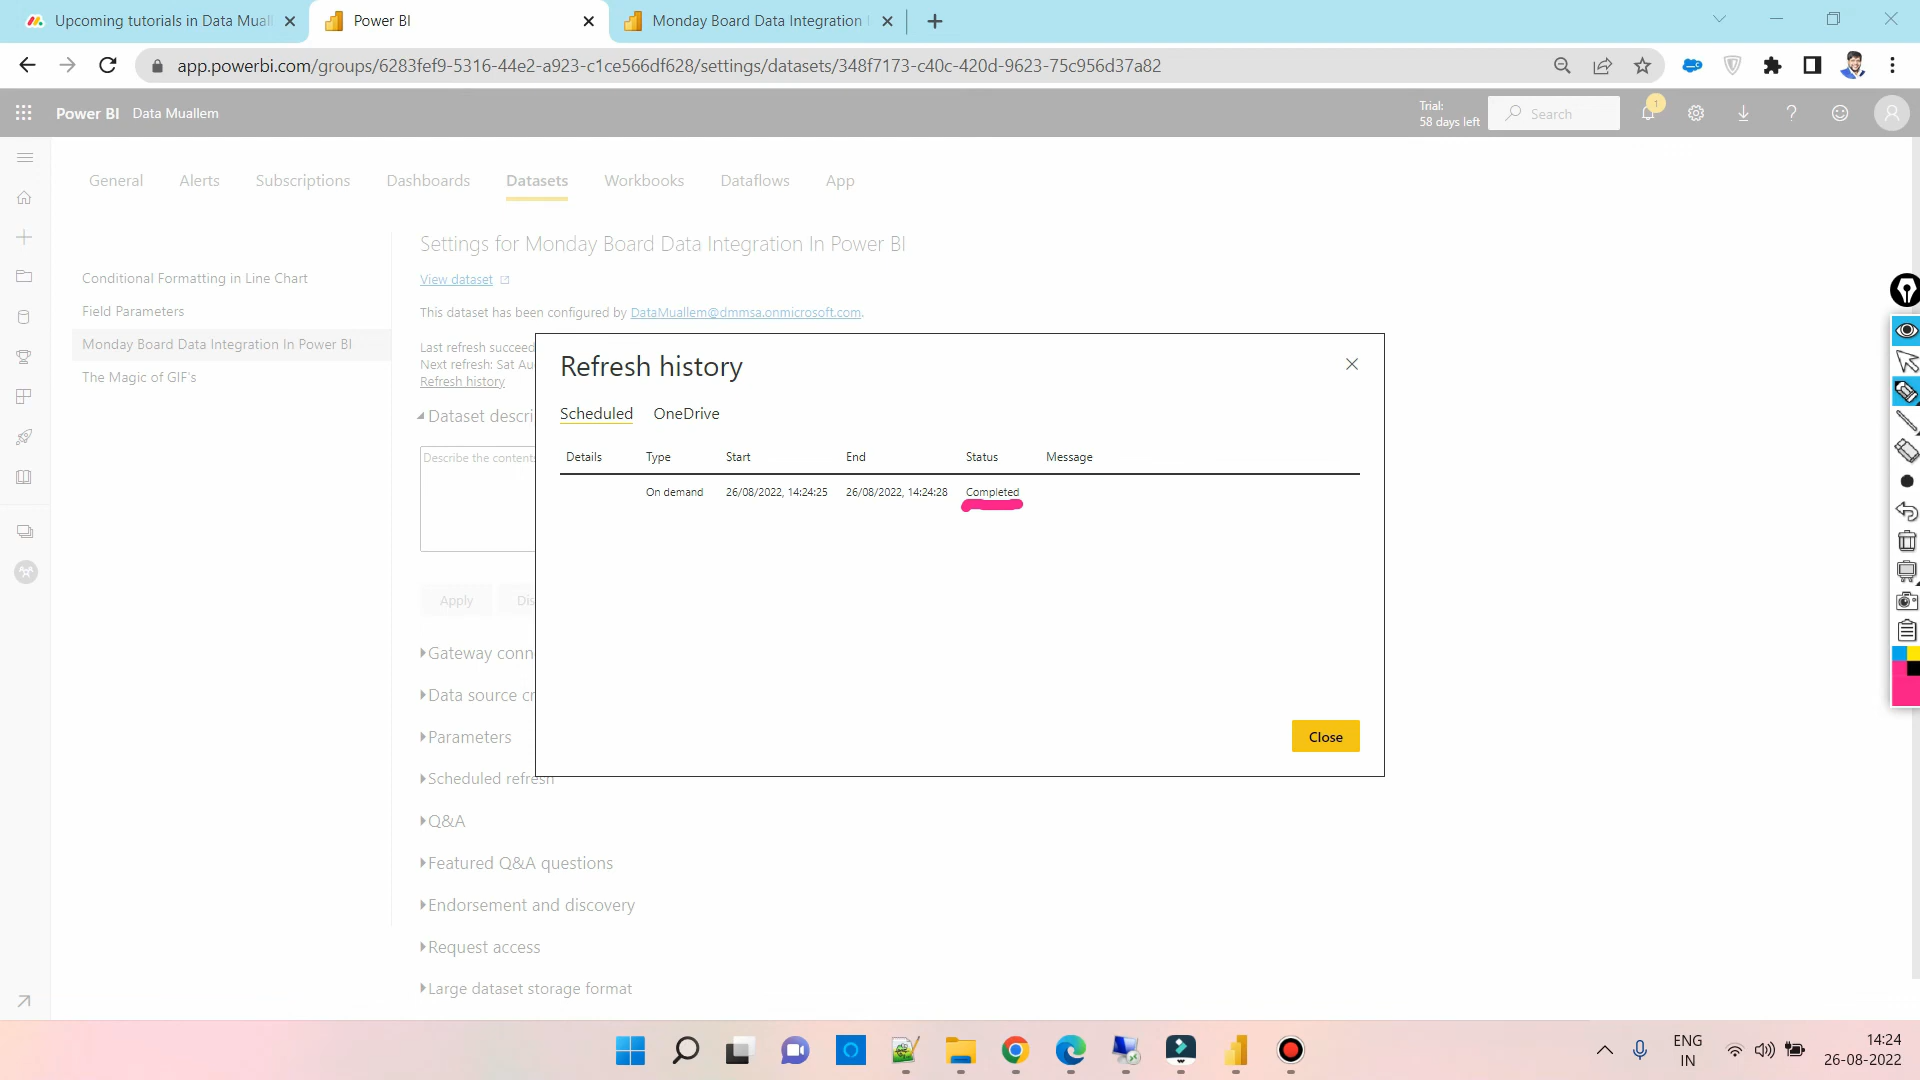 Upcoming tutorials in Data Mual
Power BI
Monday Board Data Integration
app.powerbi.com/groups/6283fef9-5316-44e2-a923-c1ce566df628/settings/datasets/348f7173-c40c-420d-9623-75c956d37a82
Power BI Data Muallem
Trial:
58 days left
Search
1
General Alerts Subscriptions Dashboards Datasets Workbooks Dataflows App
Settings for Monday Board Data Integration In Power BI
View dataset
This dataset has been configured by DataMuallem@dmmsa.onmicrosoft.com.
Conditional Formatting in Line Chart
Field Parameters
Monday Board Data Integration In Power BI
The Magic of GIF's
Last refresh succeed
Next refresh: Sat Au
Refresh history
Dataset descri
Describe the contents
Apply Dis
Gateway conn
Data source cr
Parameters
Scheduled refresh
Q&A
Featured Q&A questions
Endorsement and discovery
Request access
Large dataset storage format
Refresh history
Scheduled OneDrive
Details Type Start End Status Message
On demand 26/08/2022, 14:24:25 26/08/2022, 14:24:28 Completed
Close
ENG
IN
14:24
26-08-2022